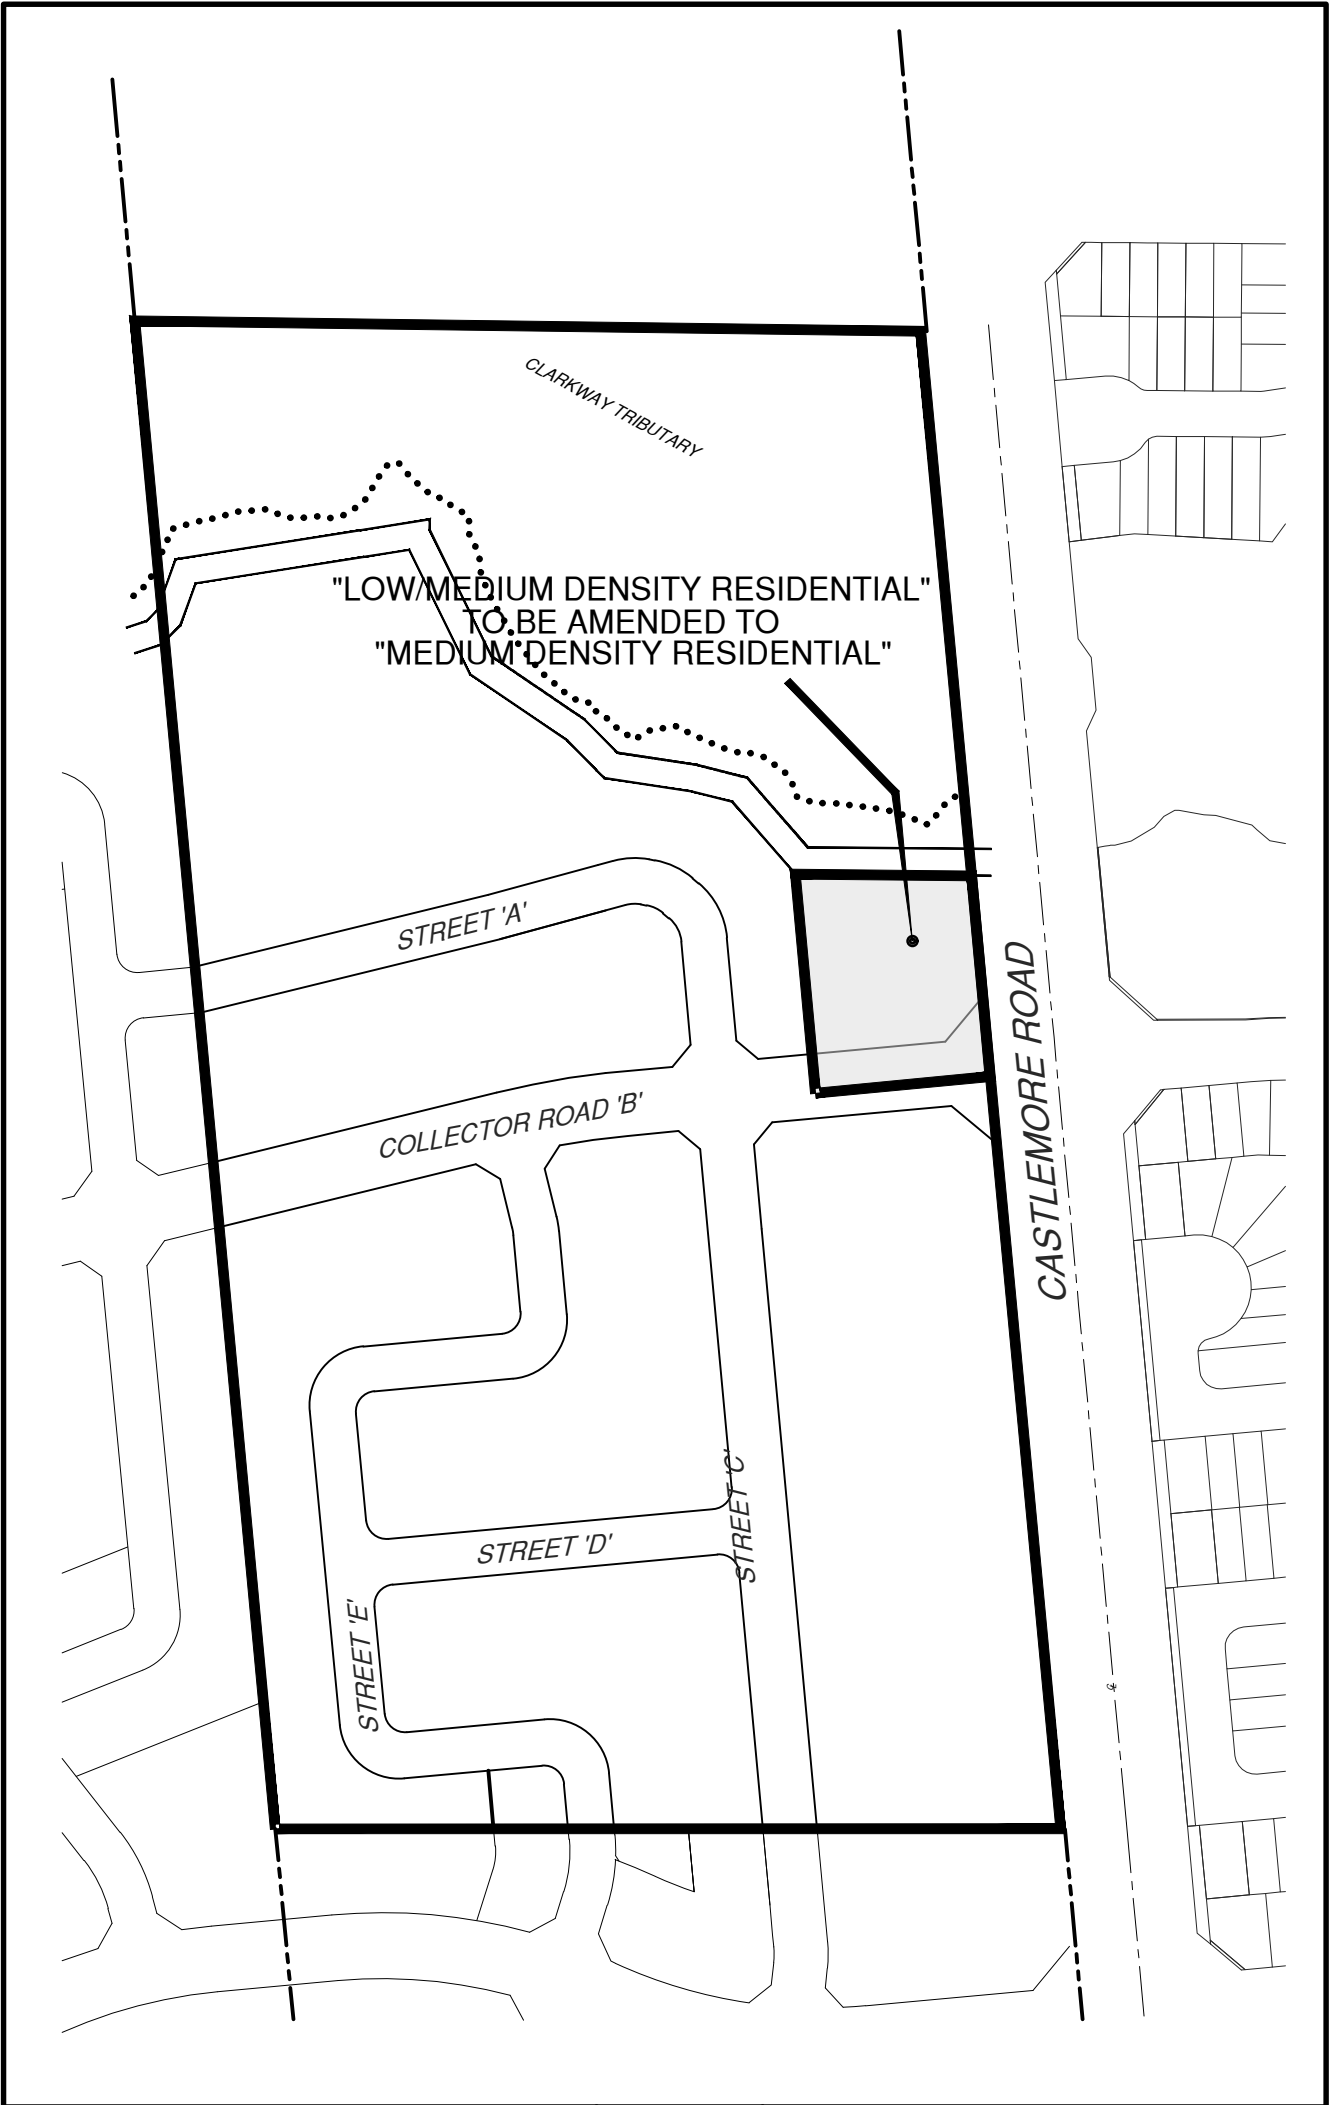 CLARKWAY TRIBUTARY
"LOW/MEDIUM DENSITY RESIDENTIAL"
TO BE AMENDED TO
"MEDIUM DENSITY RESIDENTIAL"
STREET 'A'
CASTLEMORE ROAD
COLLECTOR ROAD 'B'
STREET 'C'
STREET 'D'
STREET 'E'